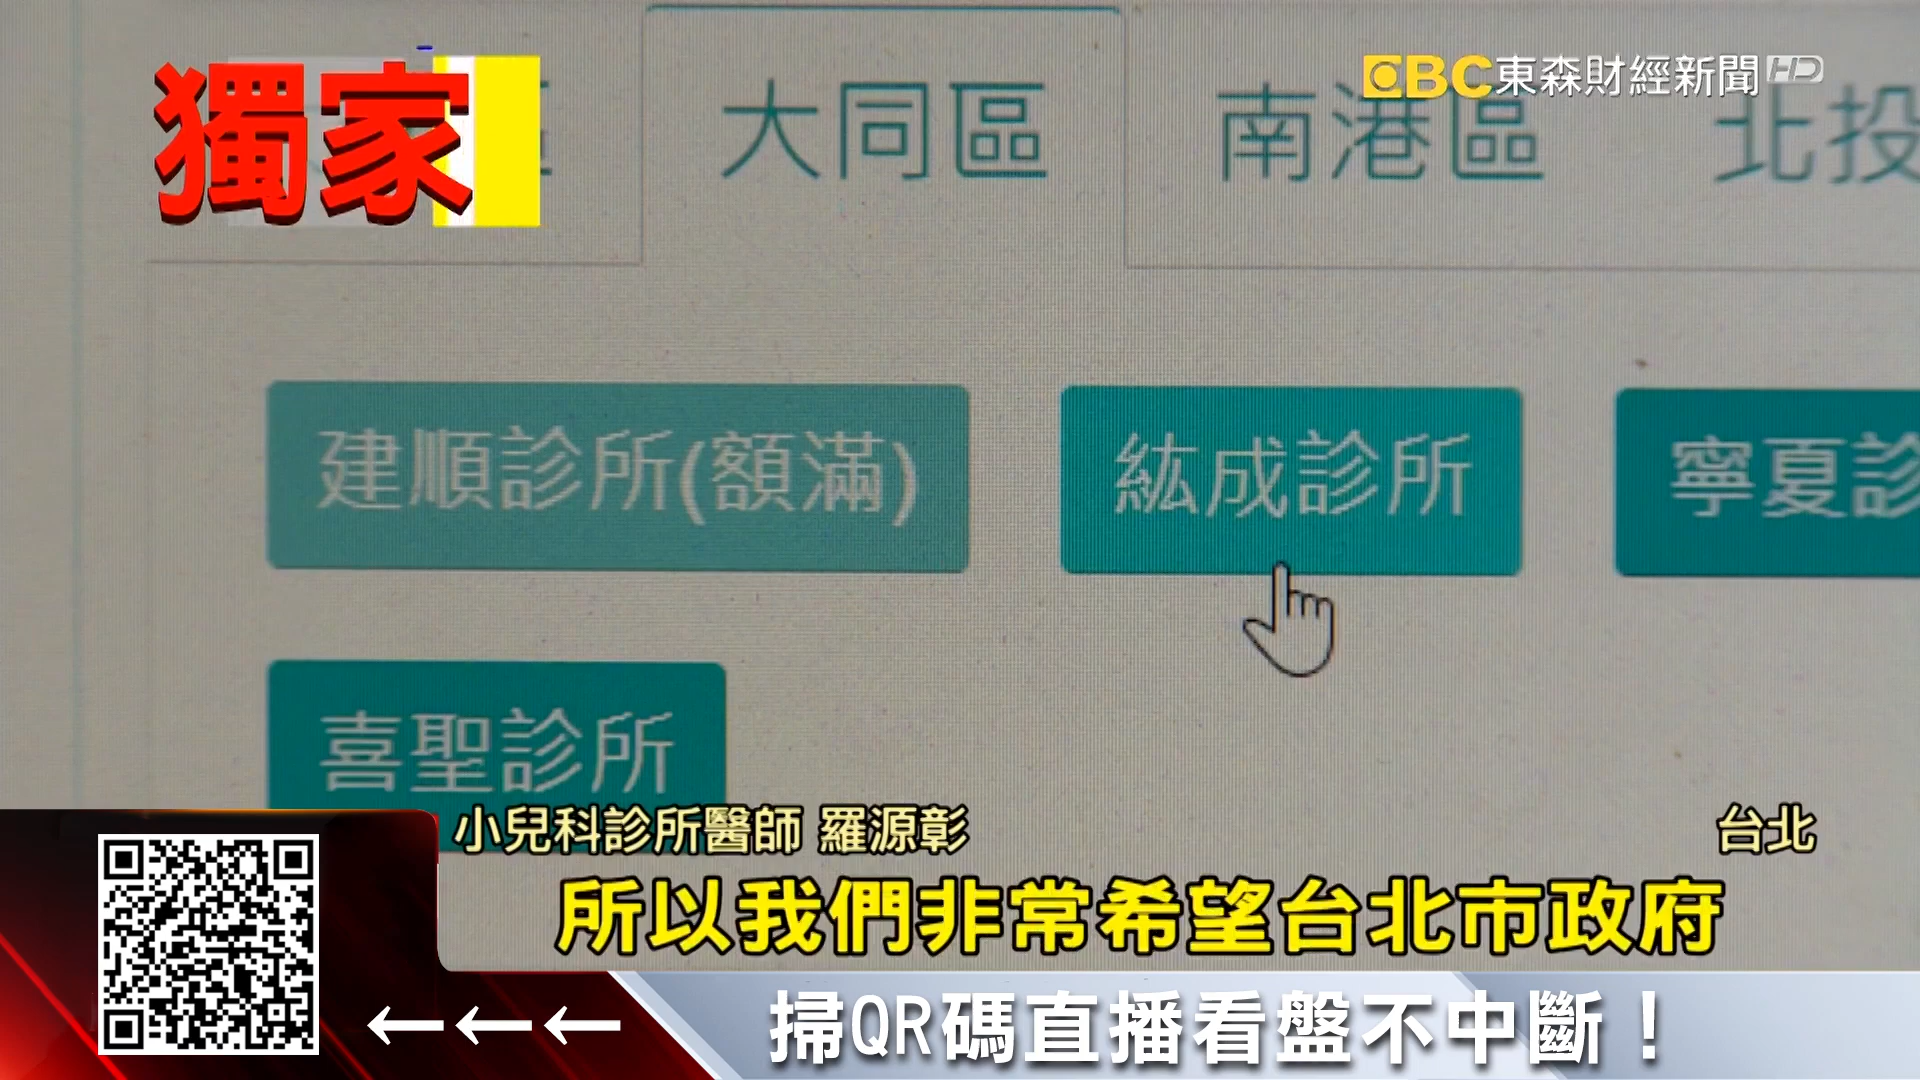 獨家
EBC東森財經新聞HD
大同區
南港區
北投
建順診所(額滿)
紘成診所
寧夏診
喜聖診所
小兒科診所醫師 羅源彰
台北
所以我們非常希望台北市政府
←←←
掃QR碼直播看盤不中斷！